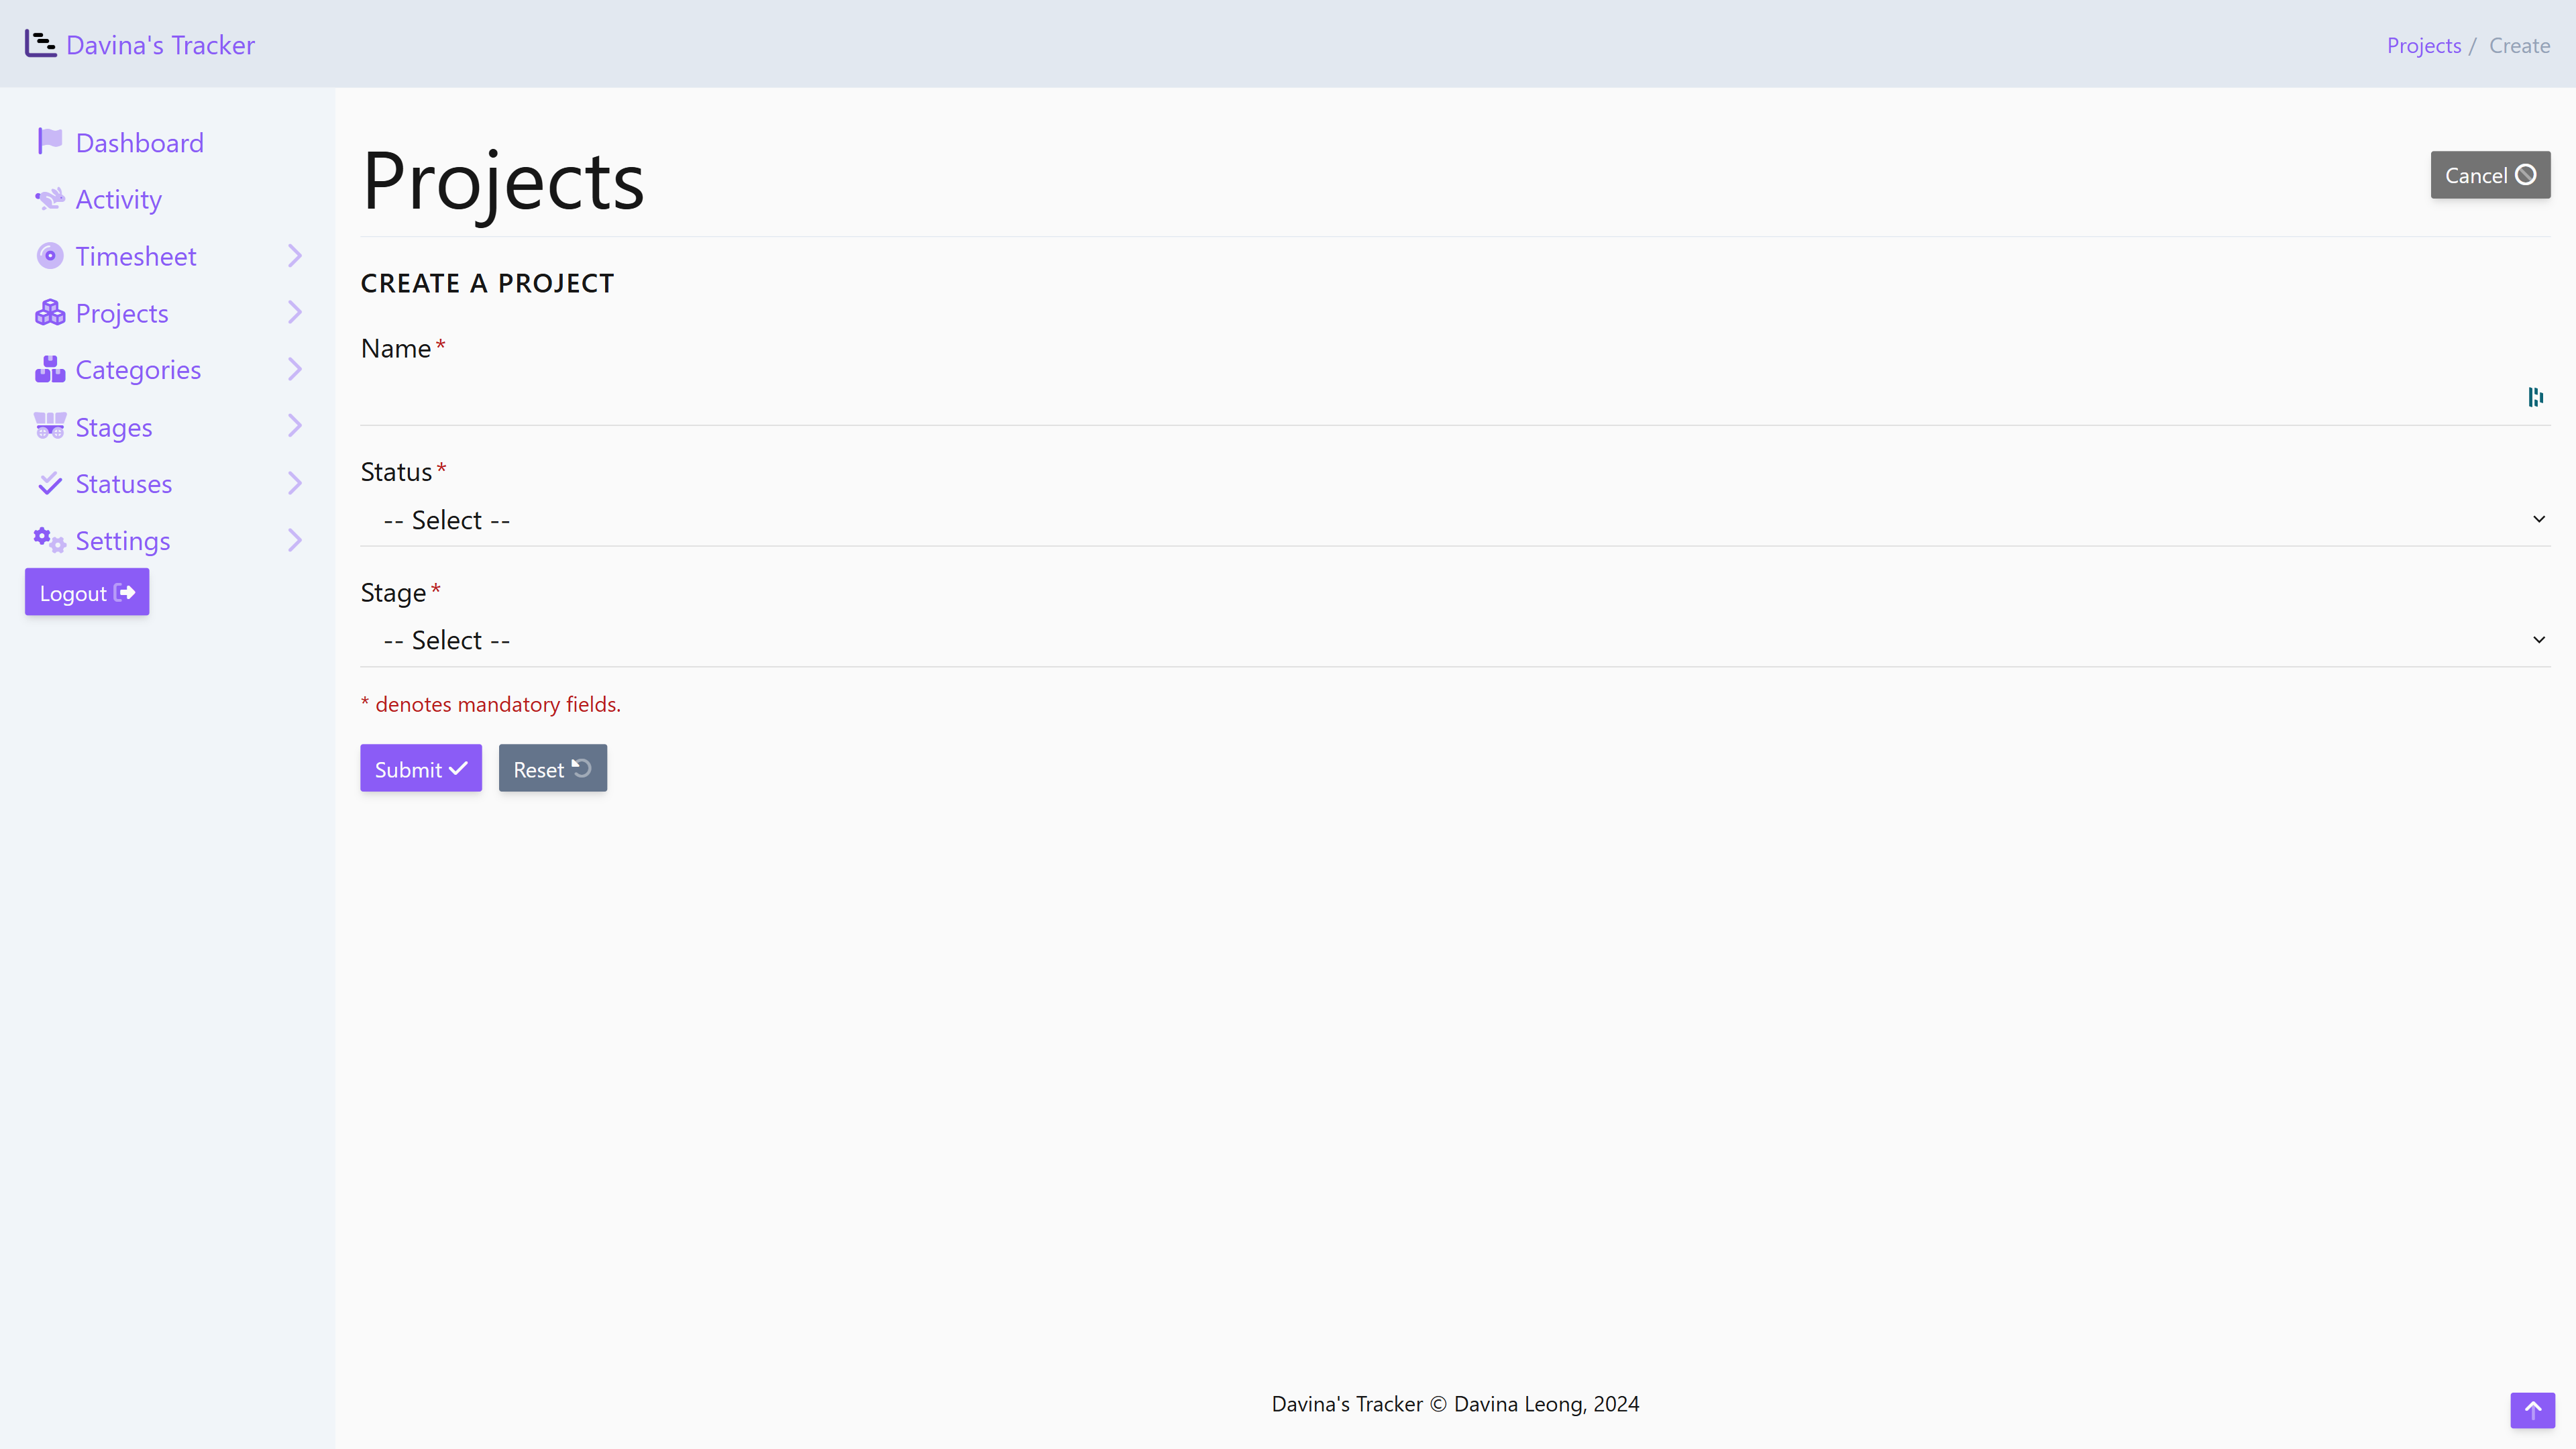 Davina's Tracker
Projects / Create
Dashboard
Activity
Timesheet
Projects
Categories
Stages
Statuses
Settings
Logout
Projects
Cancel
CREATE A PROJECT
Name *
Status *
-- Select --
Stage *
-- Select --
* denotes mandatory fields.
Submit
Reset
Davina's Tracker © Davina Leong, 2024